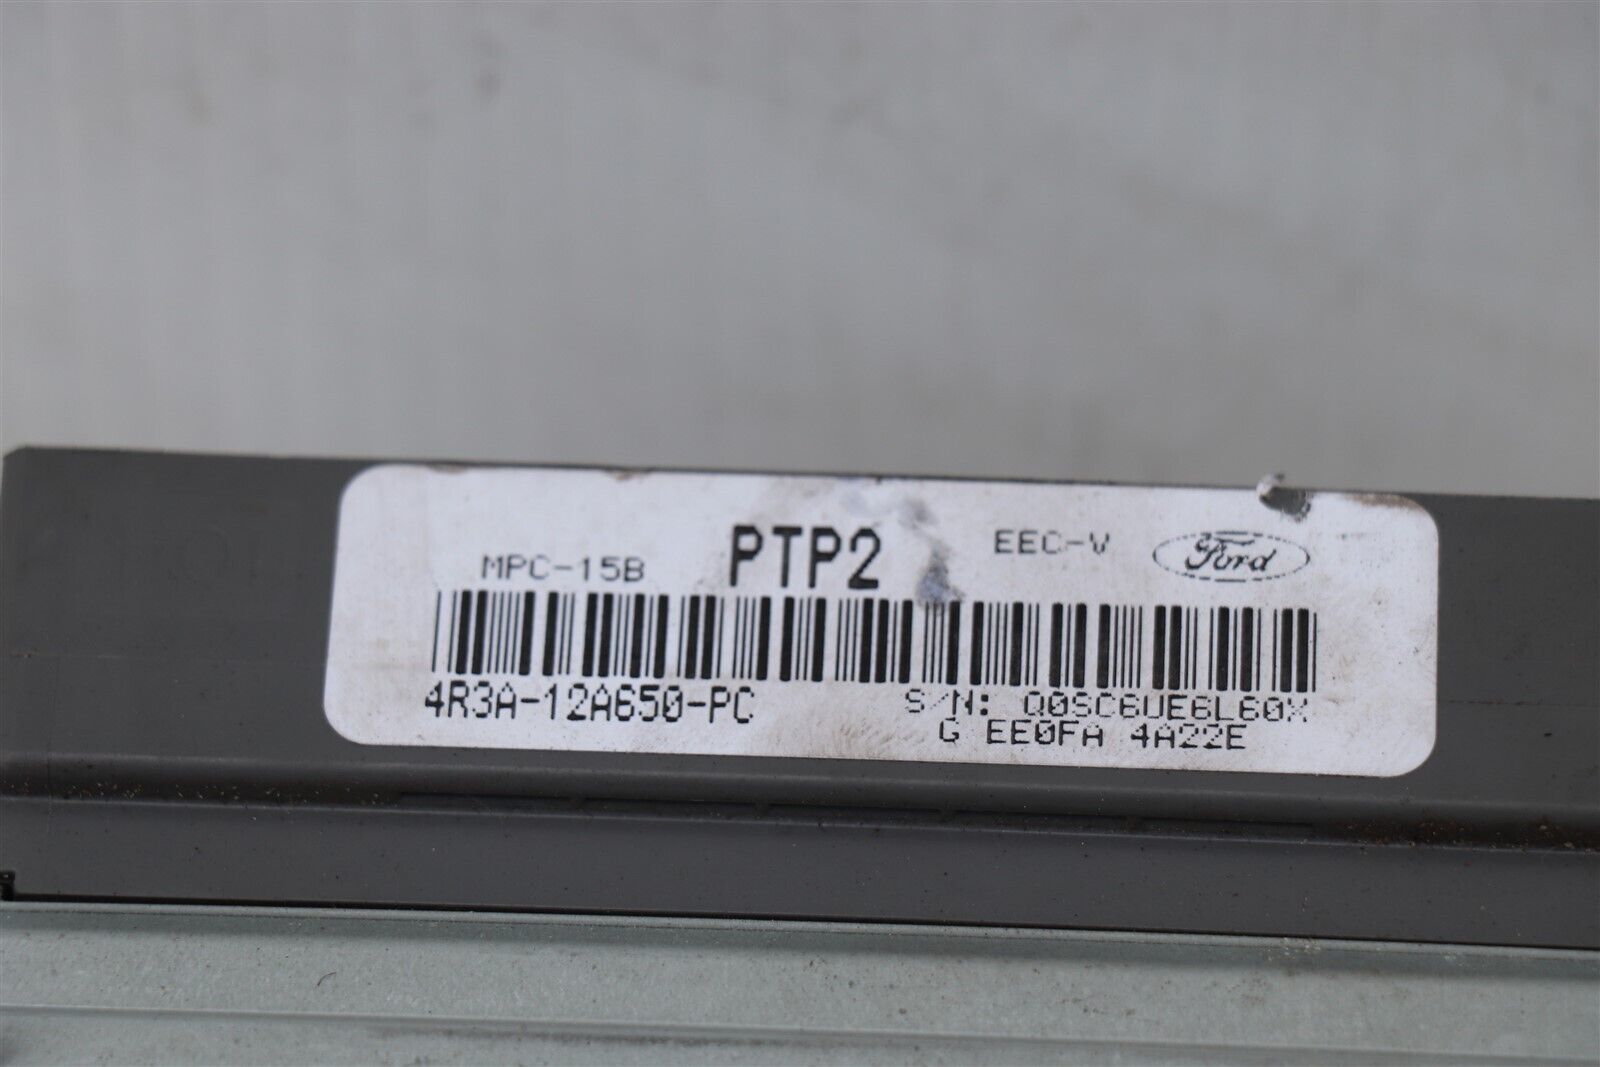 MPC-15B PTP2 EEC-V Ford
4R3A-12A650-PC S/N: Q0SC6UE6L60X
G EE0FA 4A22E